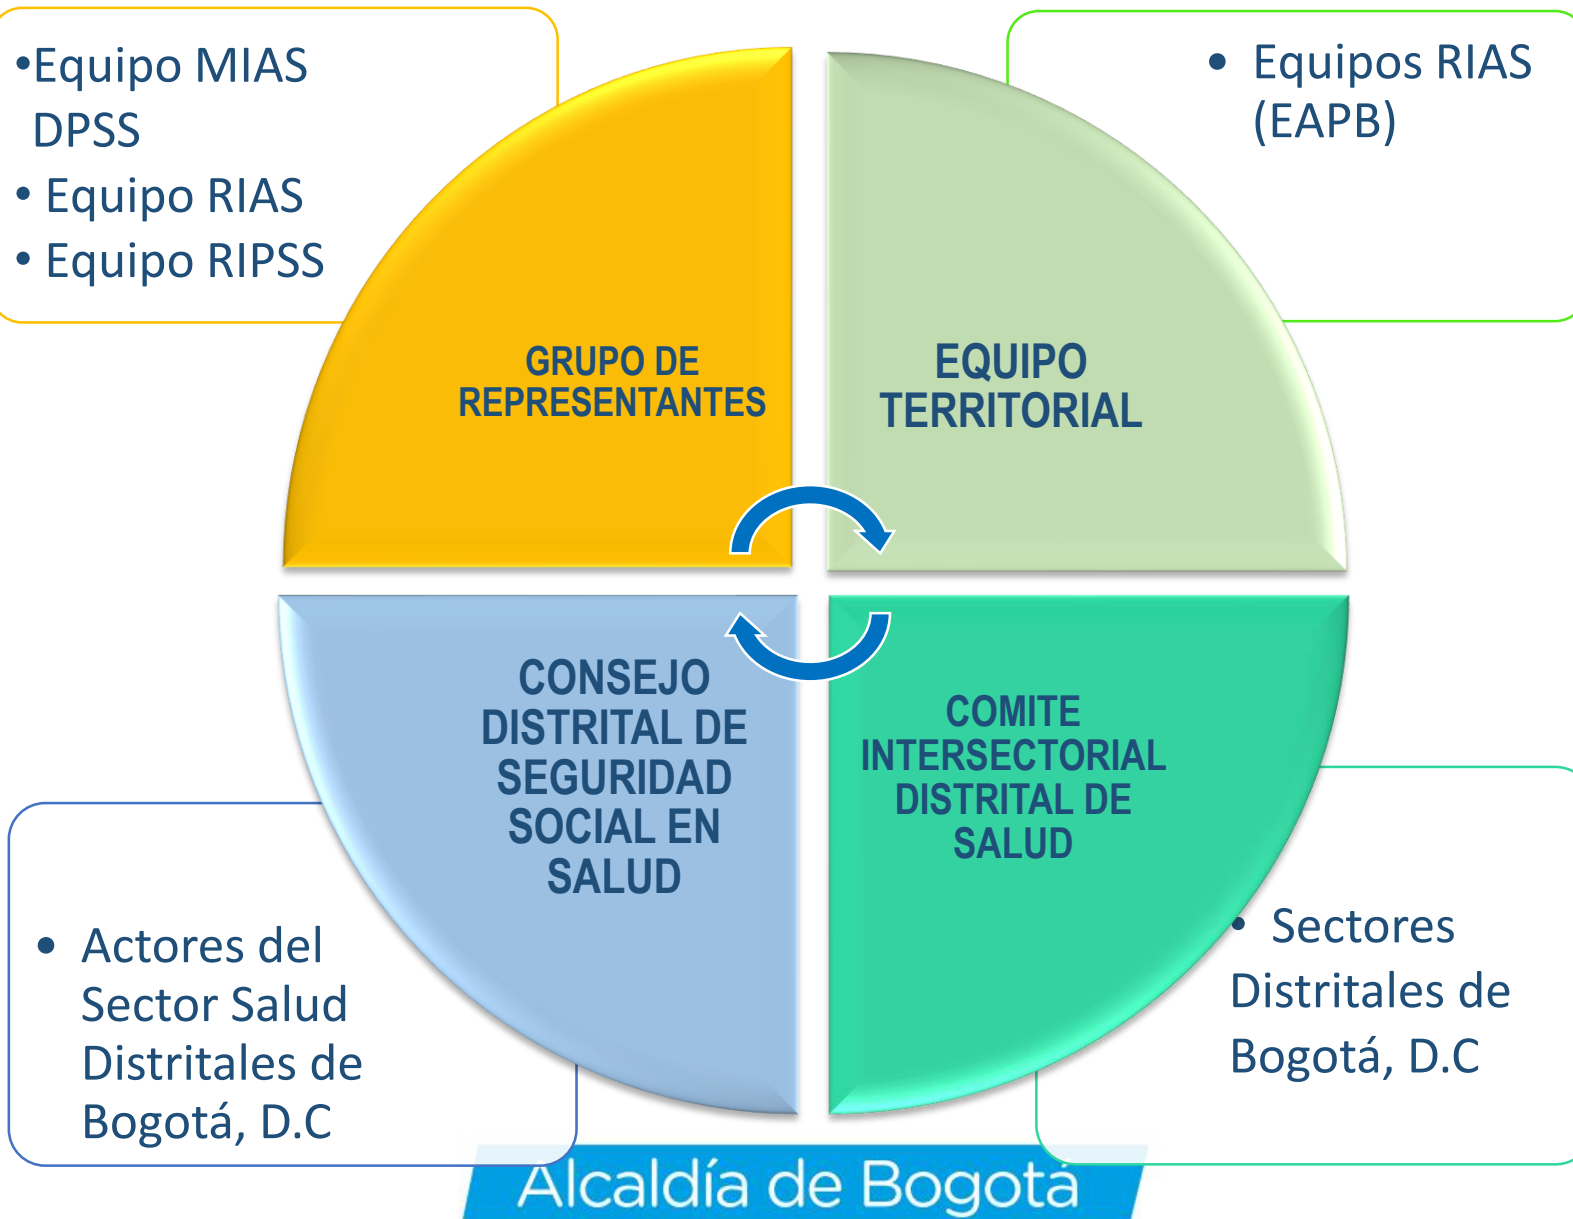 •Equipo MIAS
DPSS
• Equipo RIAS
• Equipo RIPSS
• Equipos RIAS
(EAPB)
GRUPO DE
REPRESENTANTES
EQUIPO
TERRITORIAL
CONSEJO
DISTRITAL DE
SEGURIDAD
SOCIAL EN
SALUD
COMITE
INTERSECTORIAL
DISTRITAL DE
SALUD
• Actores del
Sector Salud
Distritales de
Bogotá, D.C
• Sectores
Distritales de
Bogotá, D.C
Alcaldía de Bogotá